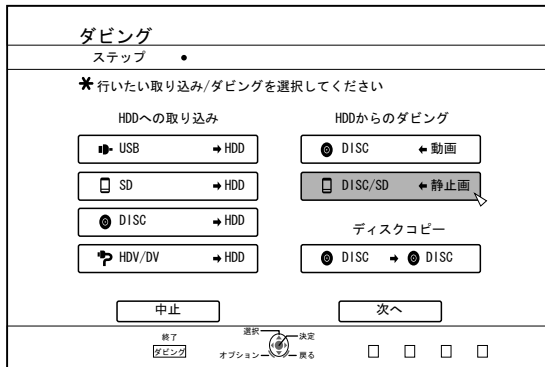 ダビング
ステップ ●
* 行いたい取り込み/ダビングを選択してください
HDDへの取り込み
USB ➡ HDD
SD ➡ HDD
DISC ➡ HDD
HDV/DV ➡ HDD
HDDからのダビング
DISC ⬅ 動画
DISC/SD ⬅ 静止画
ディスクコピー
DISC ➡ DISC
中止
次へ
終了
ダビング
選択
決定
オプション
戻る